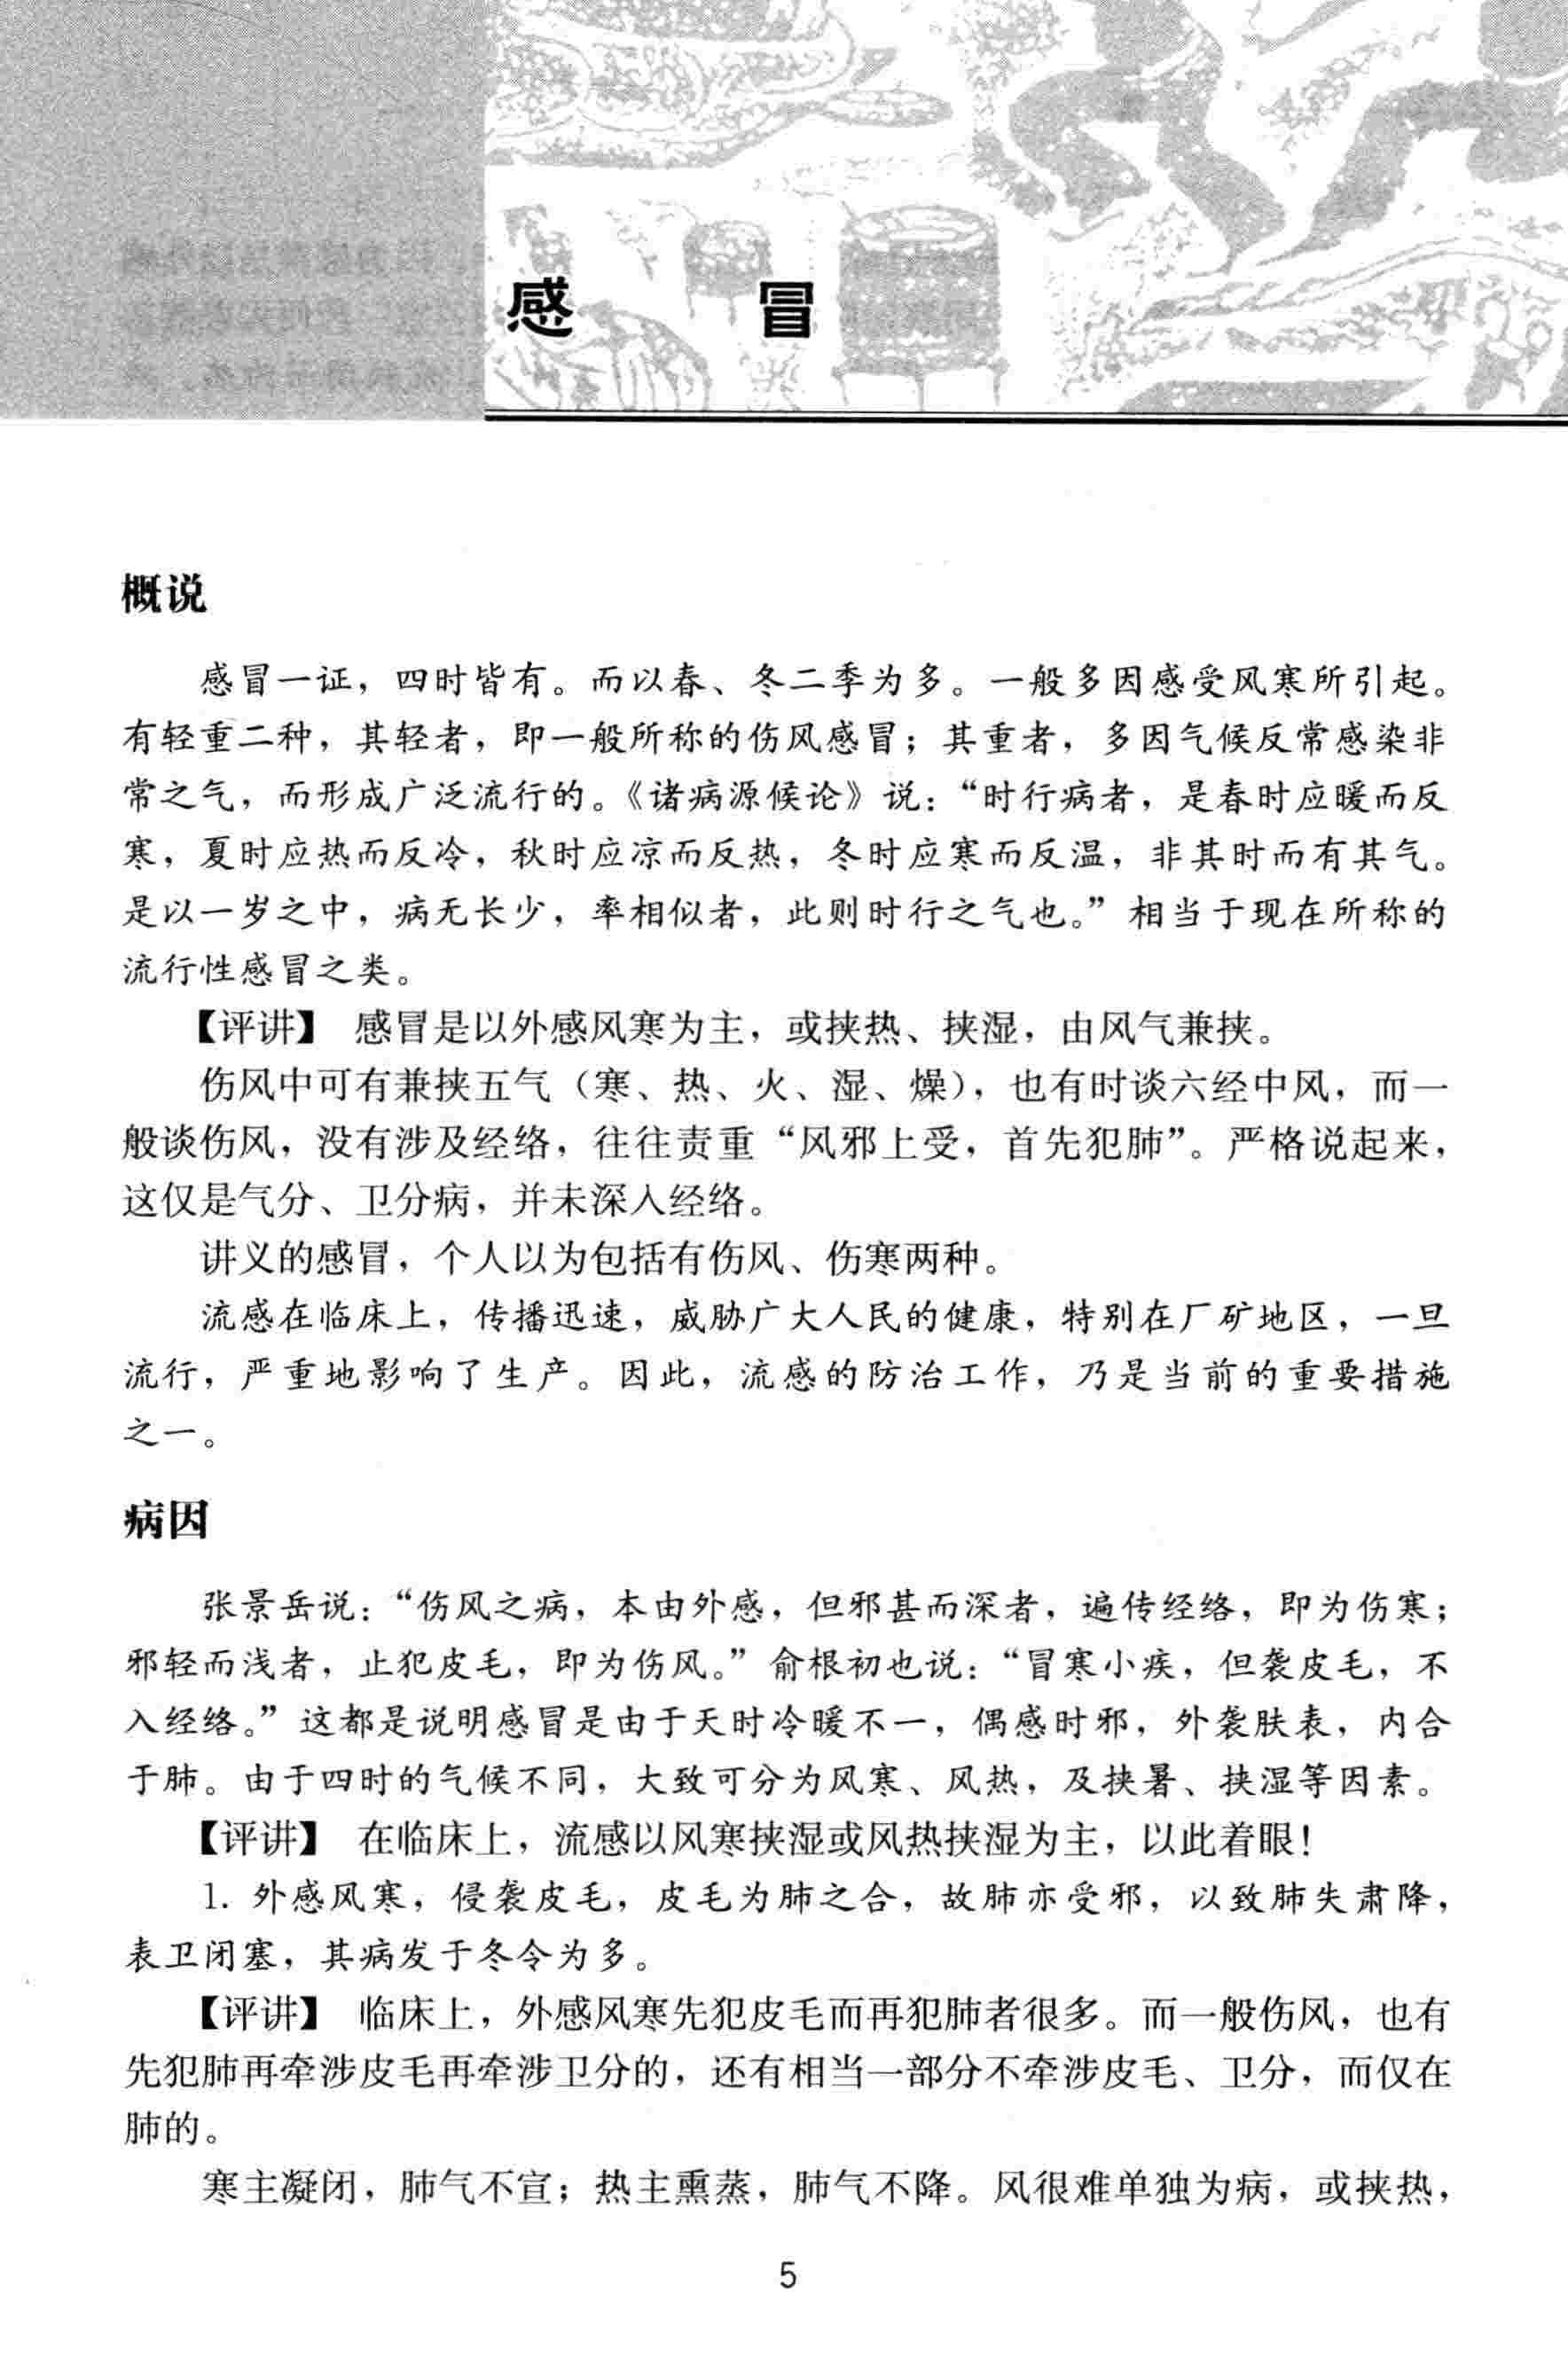 感 冒
概说
感冒一证，四时皆有。而以春、冬二季为多。一般多因感受风寒所引起。
有轻重二种，其轻者，即一般所称的伤风感冒；其重者，多因气候反常感染非
常之气，而形成广泛流行的。《诸病源候论》说：“时行病者，是春时应暖而反
寒，夏时应热而反冷，秋时应凉而反热，冬时应寒而反温，非其时而有其气。
是以一岁之中，病无长少，率相似者，此则时行之气也。”相当于现在所称的
流行性感冒之类。
【评讲】 感冒是以外感风寒为主，或挟热、挟湿，由风气兼挟。
伤风中可有兼挟五气（寒、热、火、湿、燥），也有时谈六经中风，而一
般谈伤风，没有涉及经络，往往责重“风邪上受，首先犯肺”。严格说起来，
这仅是气分、卫分病，并未深入经络。
讲义的感冒，个人以为包括有伤风、伤寒两种。
流感在临床上，传播迅速，威胁广大人民的健康，特别在厂矿地区，一旦
流行，严重地影响了生产。因此，流感的防治工作，乃是当前的重要措施
之一。
病因
张景岳说：“伤风之病，本由外感，但邪甚而深者，遍传经络，即为伤寒；
邪轻而浅者，止犯皮毛，即为伤风。”俞根初也说：“冒寒小疾，但袭皮毛，不
入经络。”这都是说明感冒是由于天时冷暖不一，偶感时邪，外袭肤表，内合
于肺。由于四时的气候不同，大致可分为风寒、风热，及挟暑、挟湿等因素。
【评讲】 在临床上，流感以风寒挟湿或风热挟湿为主，以此着眼！
1. 外感风寒，侵袭皮毛，皮毛为肺之合，故肺亦受邪，以致肺失肃降，
表卫闭塞，其病发于冬令为多。
【评讲】 临床上，外感风寒先犯皮毛而再犯肺者很多。而一般伤风，也有
先犯肺再牵涉皮毛再牵涉卫分的，还有相当一部分不牵涉皮毛、卫分，而仅在
肺的。
寒主凝闭，肺气不宣；热主熏蒸，肺气不降。风很难单独为病，或挟热，
5